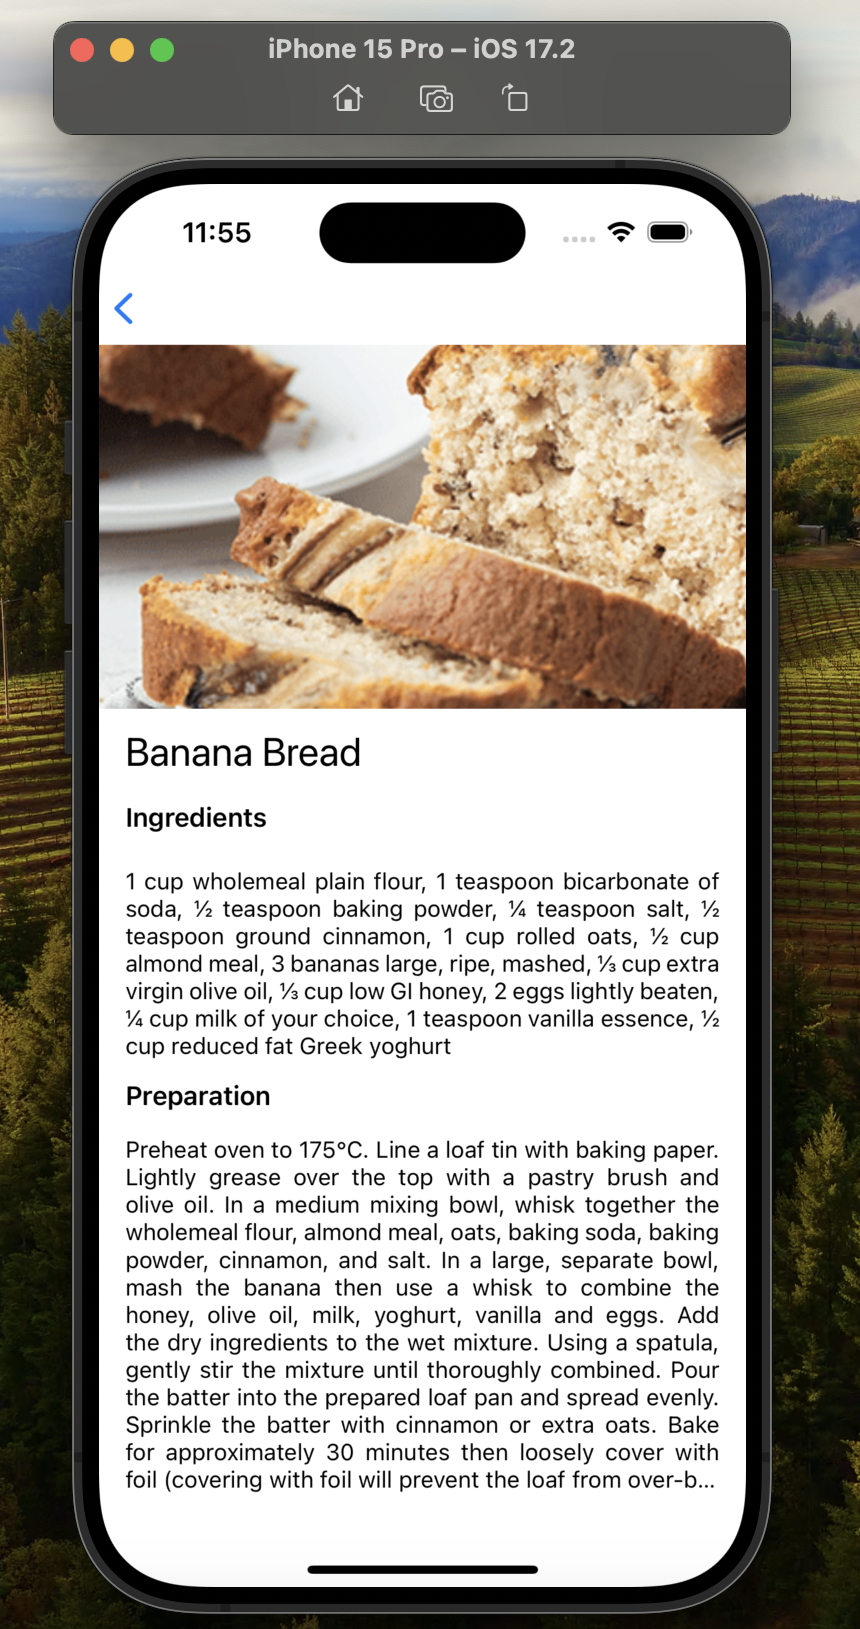 iPhone 15 Pro – iOS 17.2
11:55
Banana Bread
Ingredients
1 cup wholemeal plain flour, 1 teaspoon bicarbonate of
soda, ½ teaspoon baking powder, ¼ teaspoon salt, ½
teaspoon ground cinnamon, 1 cup rolled oats, ½ cup
almond meal, 3 bananas large, ripe, mashed, ⅓ cup extra
virgin olive oil, ⅓ cup low GI honey, 2 eggs lightly beaten,
¼ cup milk of your choice, 1 teaspoon vanilla essence, ½
cup reduced fat Greek yoghurt
Preparation
Preheat oven to 175°C. Line a loaf tin with baking paper.
Lightly grease over the top with a pastry brush and
olive oil. In a medium mixing bowl, whisk together the
wholemeal flour, almond meal, oats, baking soda, baking
powder, cinnamon, and salt. In a large, separate bowl,
mash the banana then use a whisk to combine the
honey, olive oil, milk, yoghurt, vanilla and eggs. Add
the dry ingredients to the wet mixture. Using a spatula,
gently stir the mixture until thoroughly combined. Pour
the batter into the prepared loaf pan and spread evenly.
Sprinkle the batter with cinnamon or extra oats. Bake
for approximately 30 minutes then loosely cover with
foil (covering with foil will prevent the loaf from over-b...